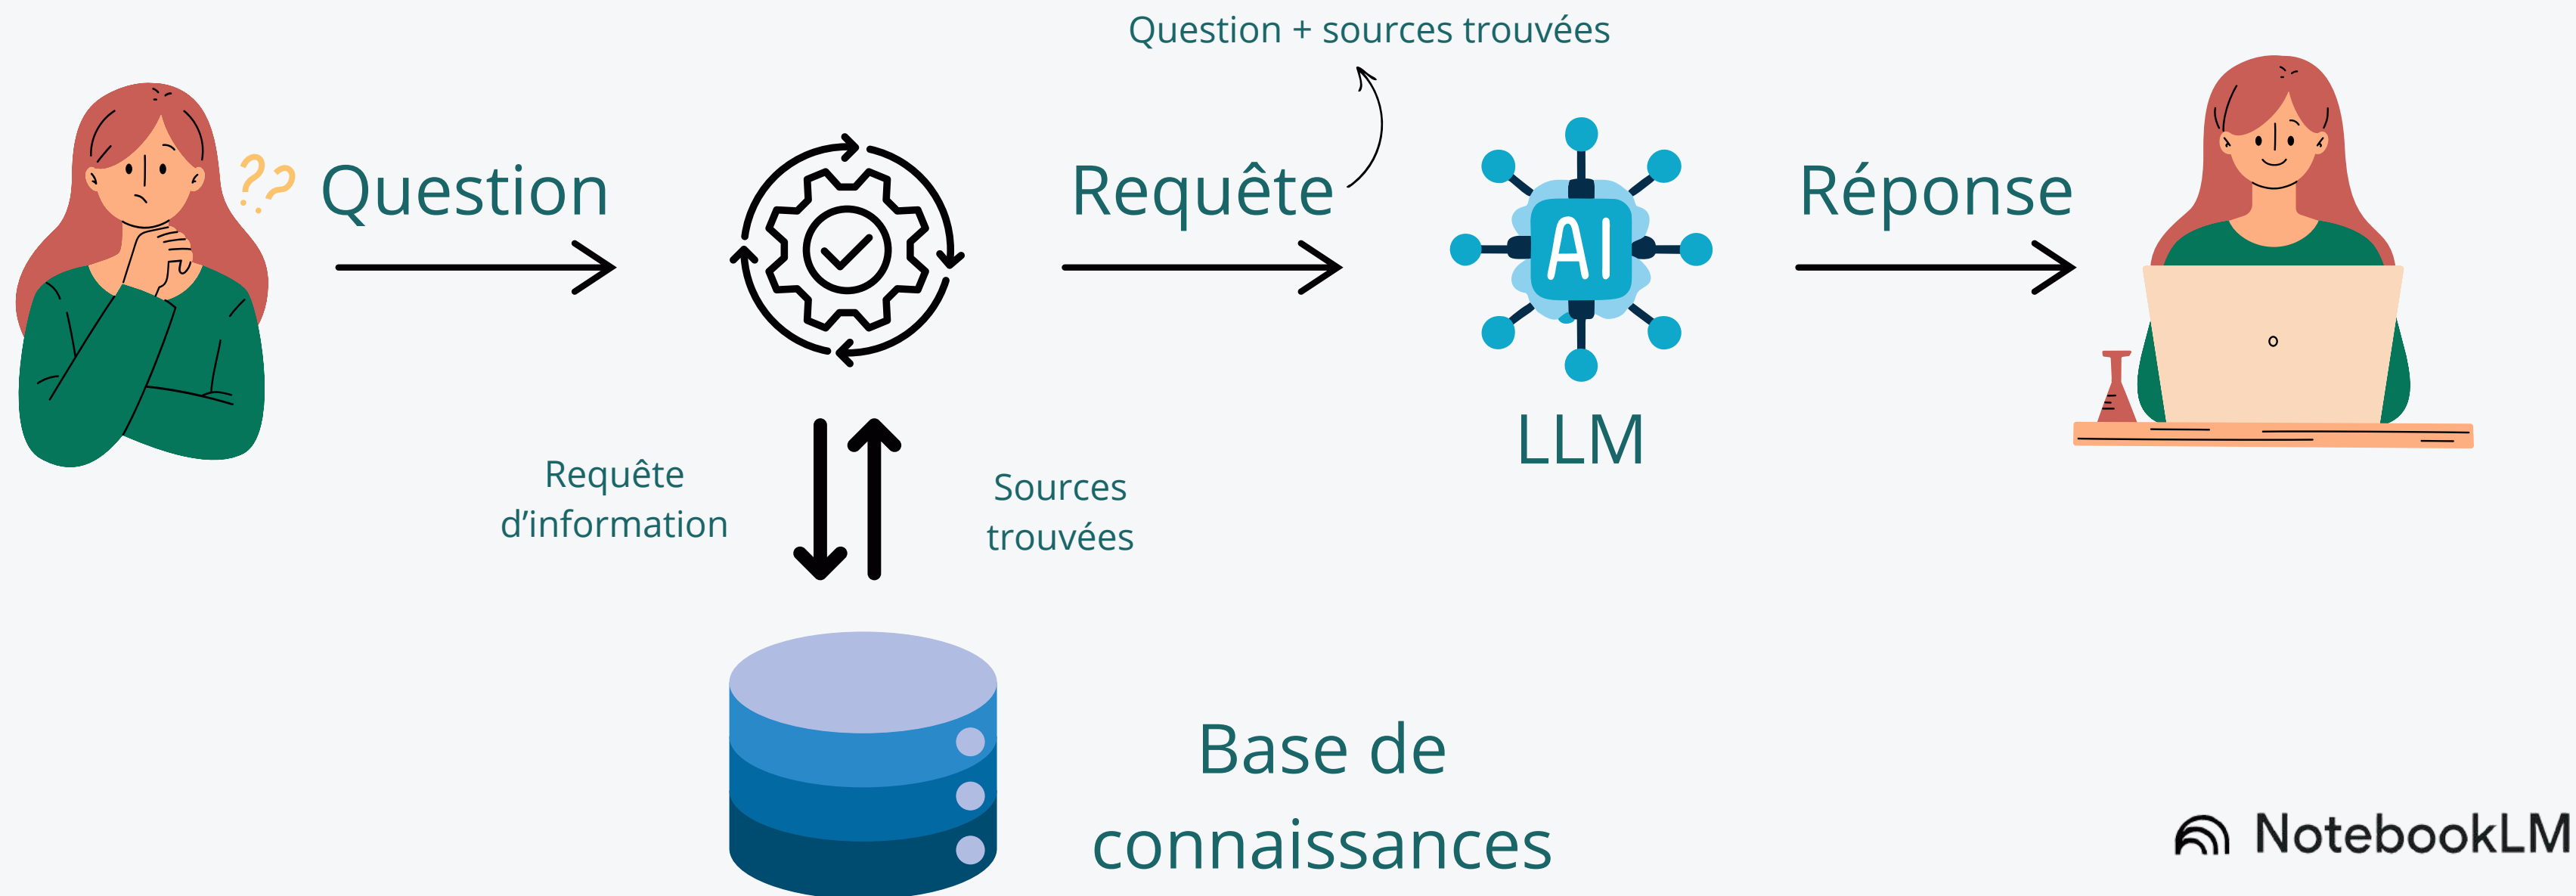 Question + sources trouvées
??
Question
Requête
AI
Réponse
LLM
Requête
d’information
Sources
trouvées
Base de
connaissances
NotebookLM